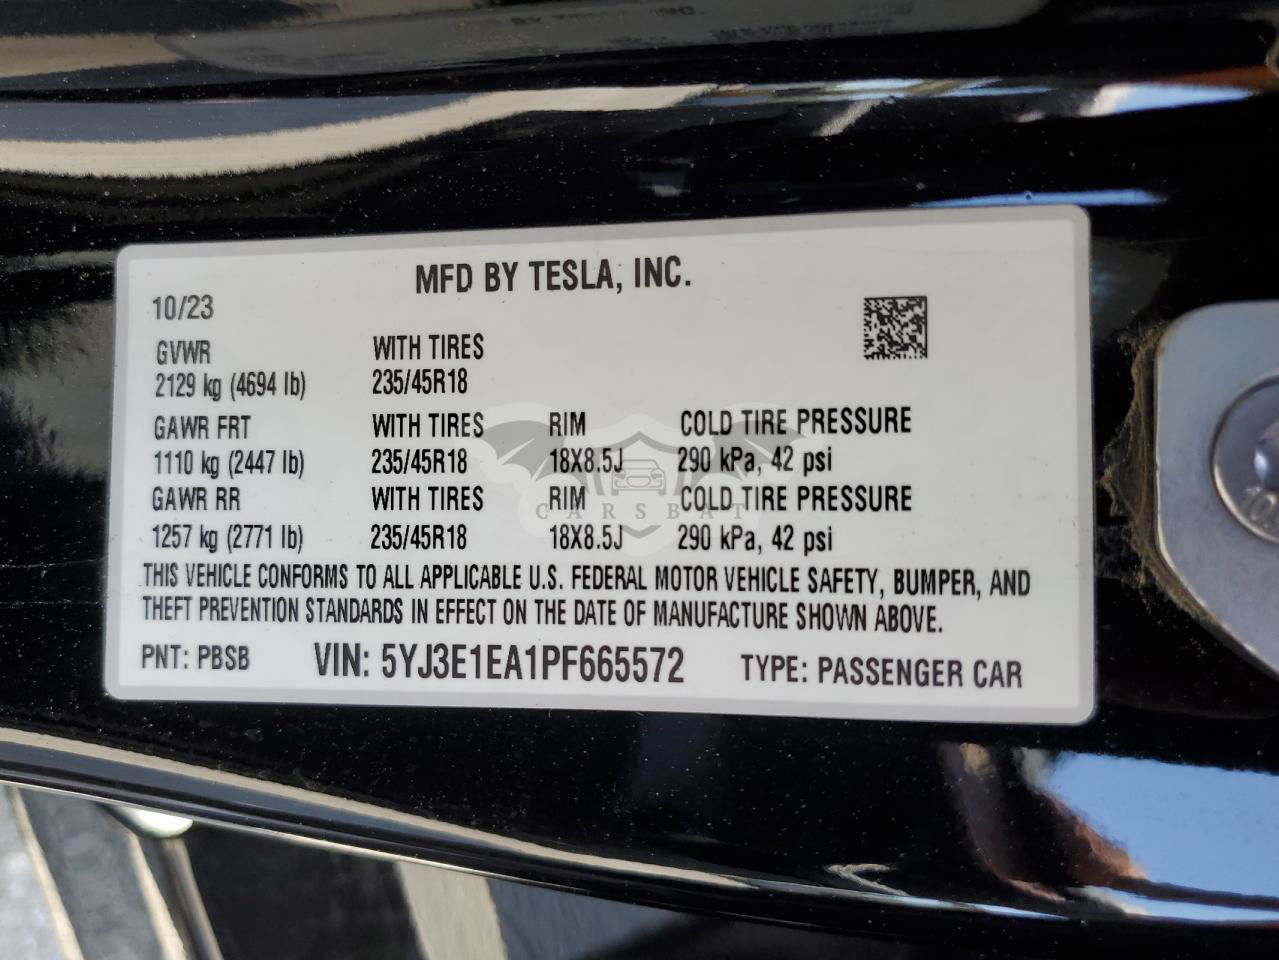 MFD BY TESLA, INC.
10/23
GVWR WITH TIRES
2129 kg (4694 lb) 235/45R18
GAWR FRT WITH TIRES RIM COLD TIRE PRESSURE
1110 kg (2447 lb) 235/45R18 18X8.5J 290 kPa, 42 psi
GAWR RR WITH TIRES RIM COLD TIRE PRESSURE
CARSBAT
1257 kg (2771 lb) 235/45R18 18X8.5J 290 kPa, 42 psi
THIS VEHICLE CONFORMS TO ALL APPLICABLE U.S. FEDERAL MOTOR VEHICLE SAFETY, BUMPER, AND
THEFT PREVENTION STANDARDS IN EFFECT ON THE DATE OF MANUFACTURE SHOWN ABOVE.
PNT: PBSB VIN: 5YJ3E1EA1PF665572 TYPE: PASSENGER CAR